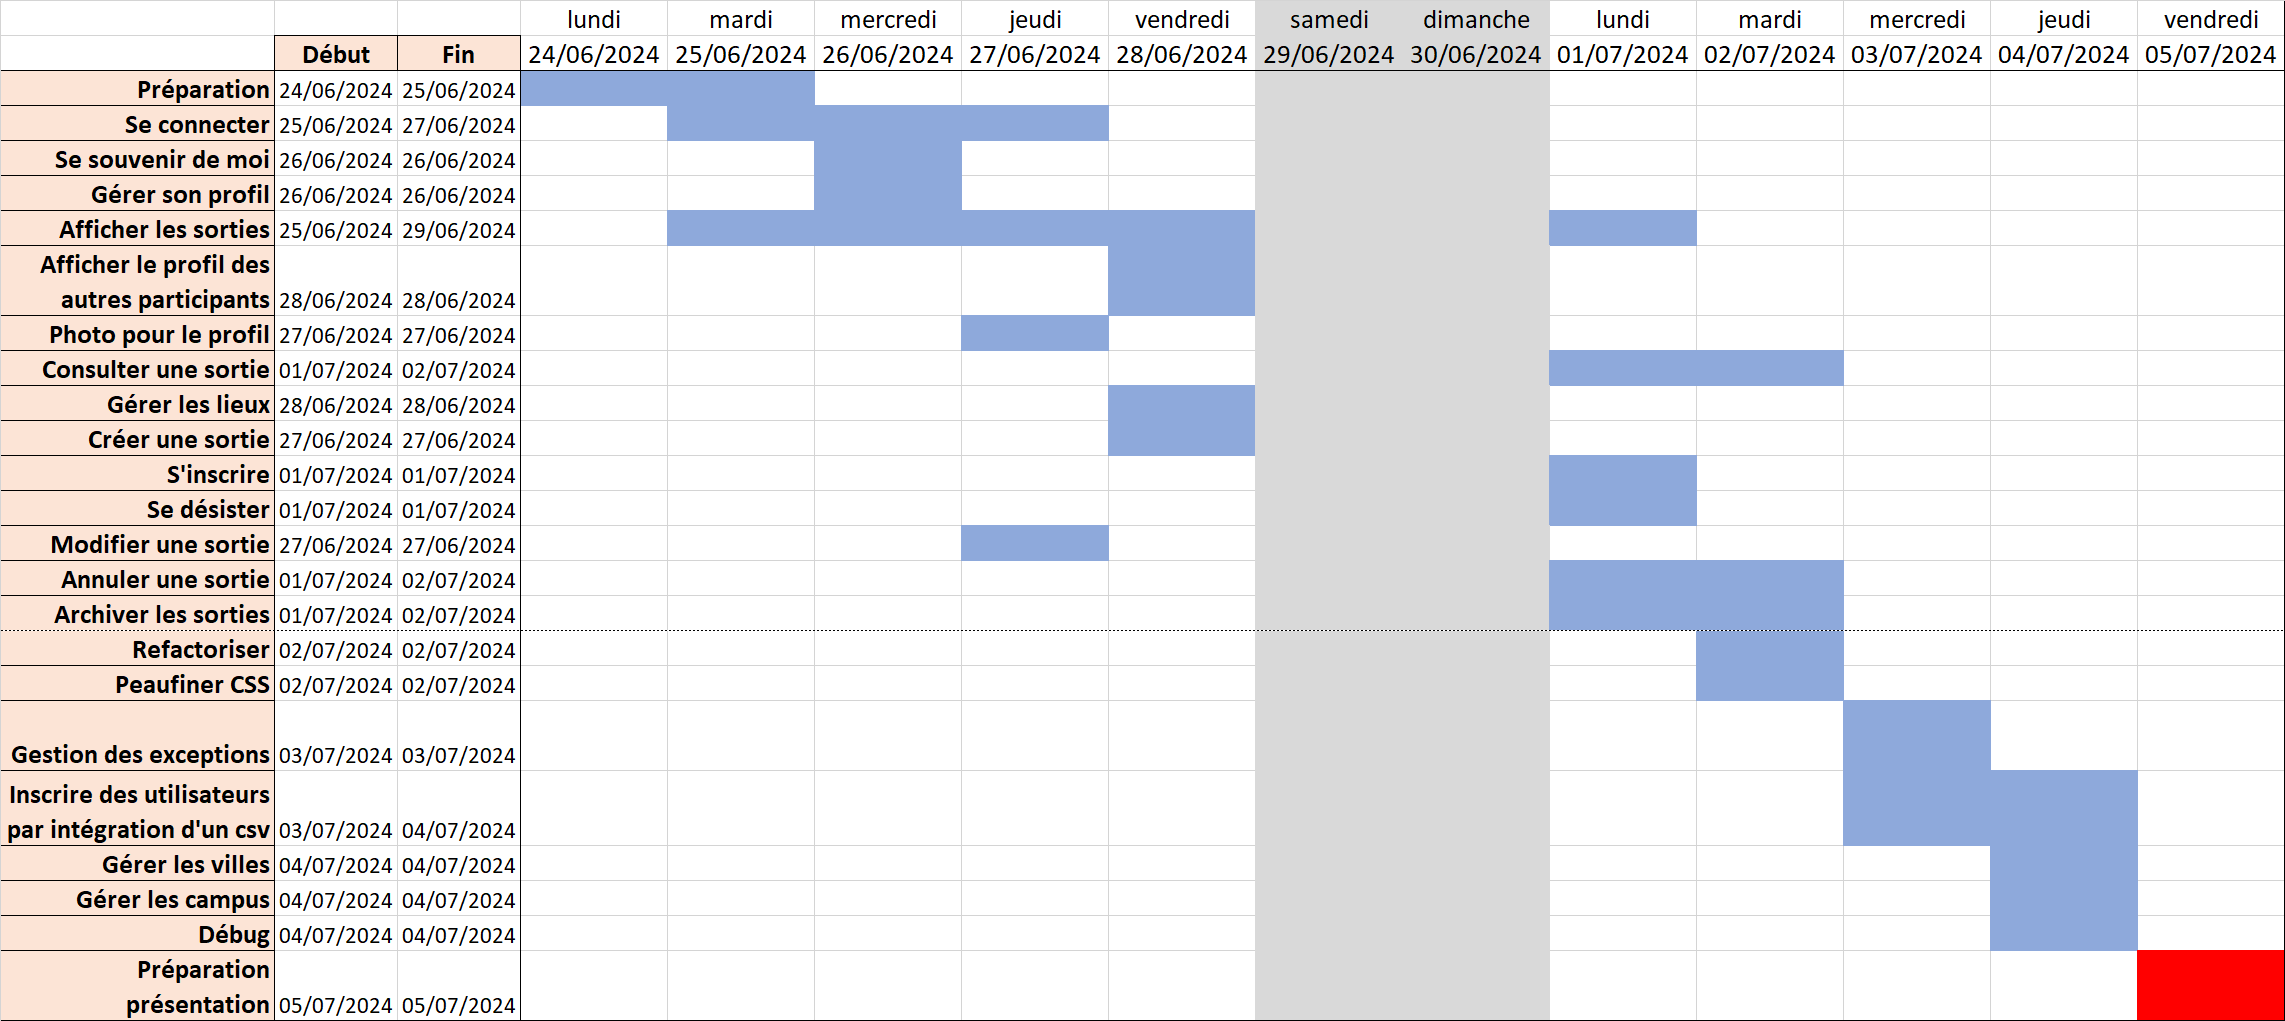 lundi mardi mercredi jeudi vendredi samedi dimanche lundi mardi mercredi jeudi vendredi
Début Fin 24/06/2024 25/06/2024 26/06/2024 27/06/2024 28/06/2024 29/06/2024 30/06/2024 01/07/2024 02/07/2024 03/07/2024 04/07/2024 05/07/2024
Préparation 24/06/2024 25/06/2024
Se connecter 25/06/2024 27/06/2024
Se souvenir de moi 26/06/2024 26/06/2024
Gérer son profil 26/06/2024 26/06/2024
Afficher les sorties 25/06/2024 29/06/2024
Afficher le profil des
autres participants 28/06/2024 28/06/2024
Photo pour le profil 27/06/2024 27/06/2024
Consulter une sortie 01/07/2024 02/07/2024
Gérer les lieux 28/06/2024 28/06/2024
Créer une sortie 27/06/2024 27/06/2024
S'inscrire 01/07/2024 01/07/2024
Se désister 01/07/2024 01/07/2024
Modifier une sortie 27/06/2024 27/06/2024
Annuler une sortie 01/07/2024 02/07/2024
Archiver les sorties 01/07/2024 02/07/2024
Refactoriser 02/07/2024 02/07/2024
Peaufiner CSS 02/07/2024 02/07/2024
Gestion des exceptions 03/07/2024 03/07/2024
Inscrire des utilisateurs
par intégration d'un csv 03/07/2024 04/07/2024
Gérer les villes 04/07/2024 04/07/2024
Gérer les campus 04/07/2024 04/07/2024
Débug 04/07/2024 04/07/2024
Préparation
présentation 05/07/2024 05/07/2024